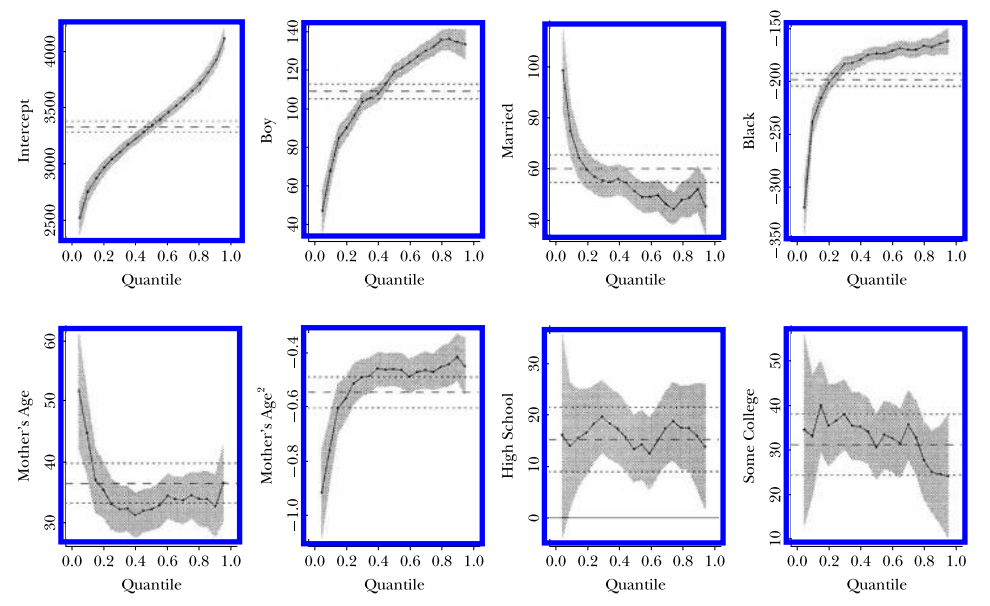 Intercept
2500 3000 3500 4000
0.0 0.2 0.4 0.6 0.8 1.0
Quantile
Boy
40 60 80 100 120 140
0.0 0.2 0.4 0.6 0.8 1.0
Quantile
Married
40 60 80 100
0.0 0.2 0.4 0.6 0.8 1.0
Quantile
Black
−350 −300 −250 −200 −150
0.0 0.2 0.4 0.6 0.8 1.0
Quantile
Mother's Age
30 40 50 60
0.0 0.2 0.4 0.6 0.8 1.0
Quantile
Mother's Age²
−1.0 −0.8 −0.6 −0.4
0.0 0.2 0.4 0.6 0.8 1.0
Quantile
High School
0 10 20 30
0.0 0.2 0.4 0.6 0.8 1.0
Quantile
Some College
10 20 30 40 50
0.0 0.2 0.4 0.6 0.8 1.0
Quantile